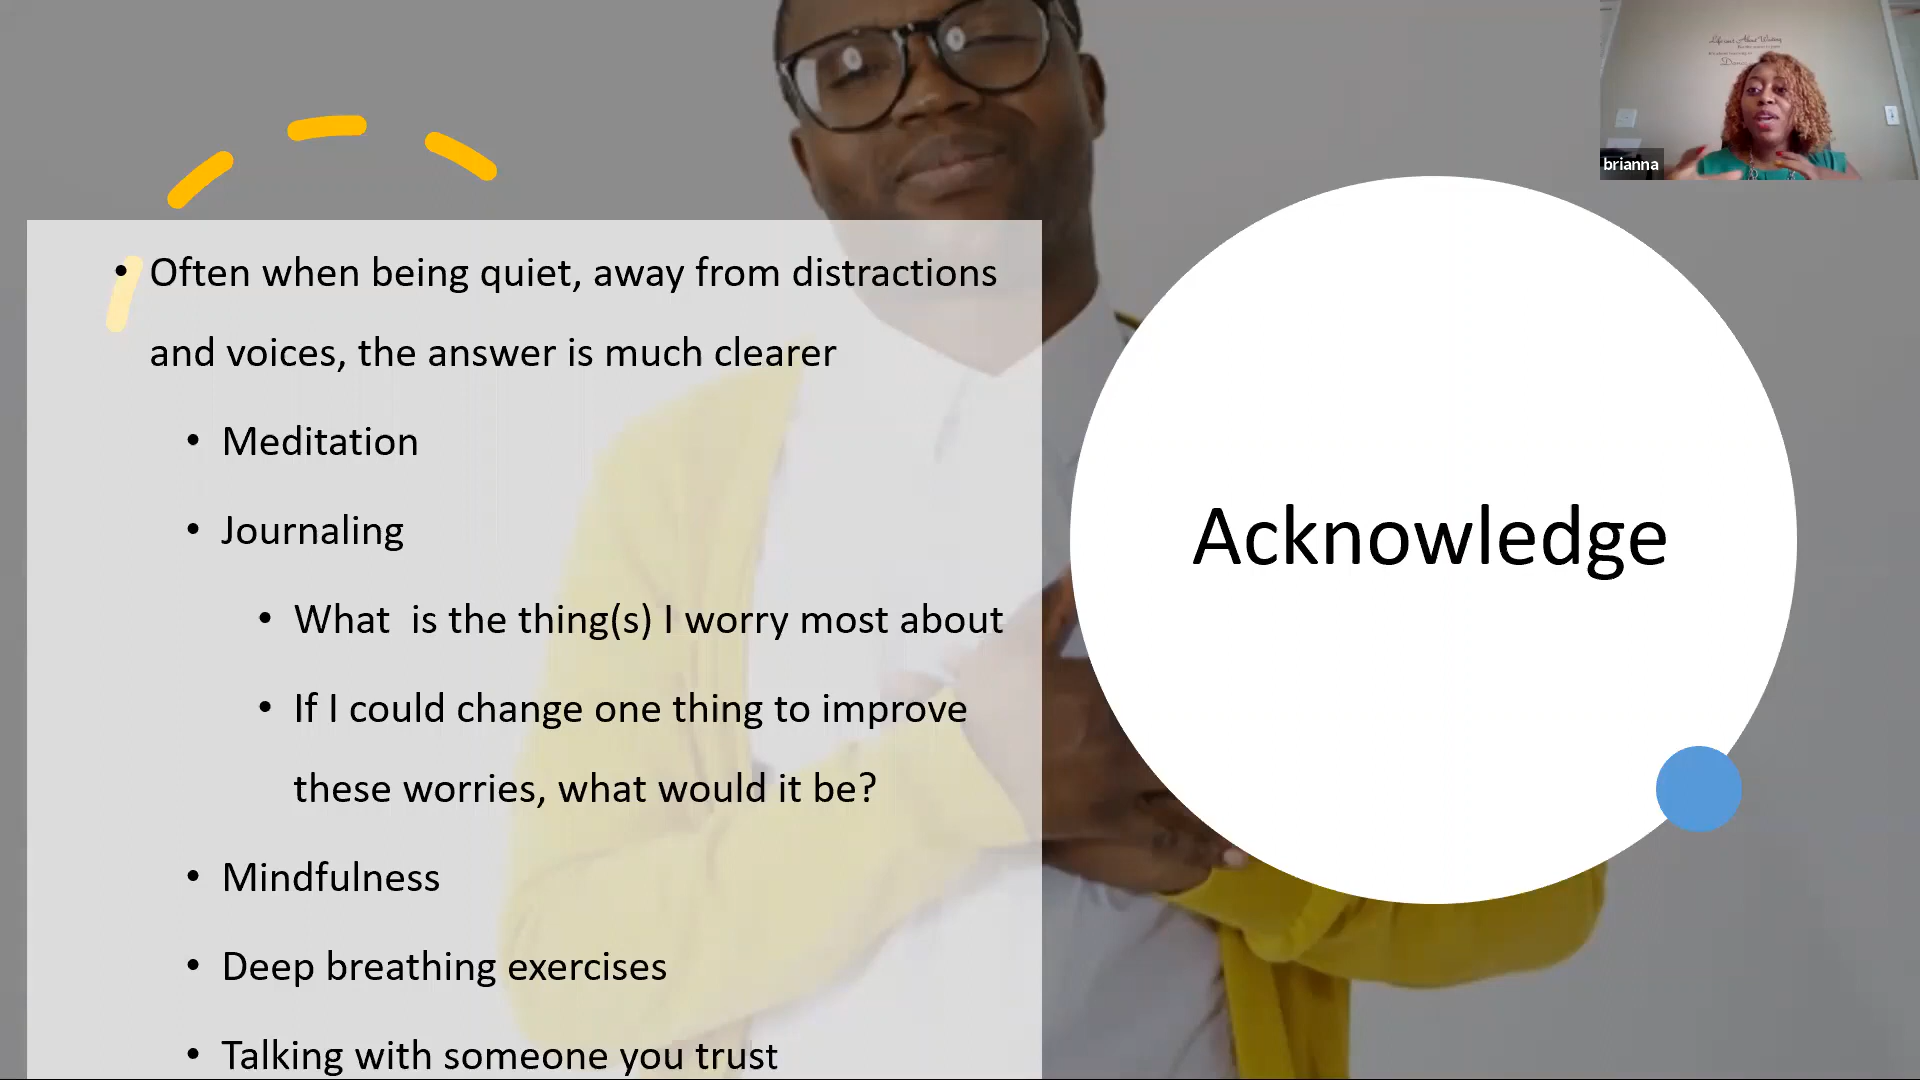 brianna
• Often when being quiet, away from distractions
and voices, the answer is much clearer
• Meditation
• Journaling
• What  is the thing(s) I worry most about
• If I could change one thing to improve
these worries, what would it be?
• Mindfulness
• Deep breathing exercises
• Talking with someone you trust
Acknowledge